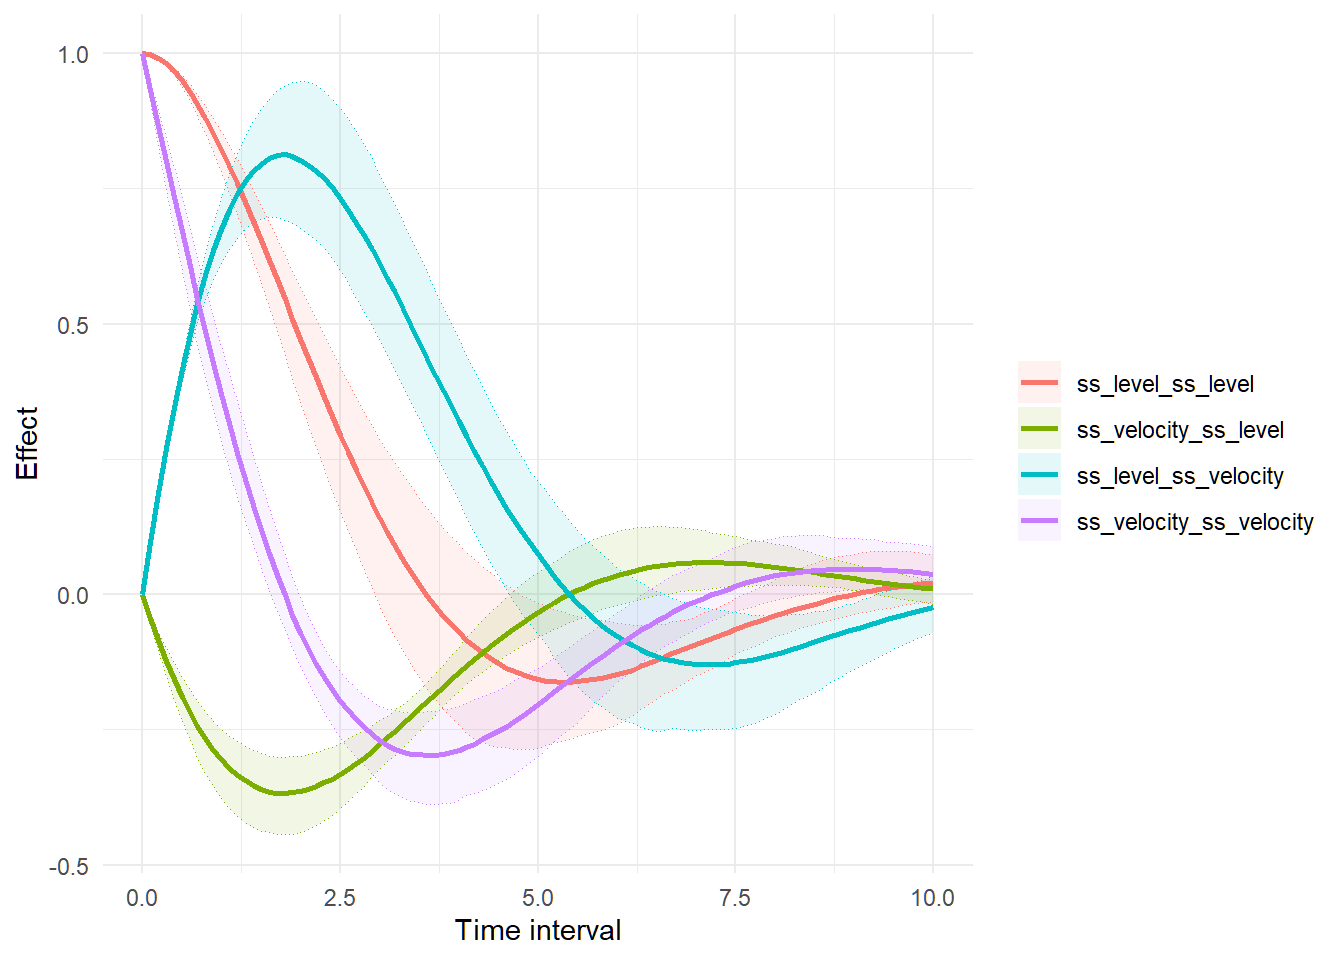 1.0
0.5
0.0
-0.5
Effect
0.0
2.5
5.0
7.5
10.0
Time interval
ss_level_ss_level
ss_velocity_ss_level
ss_level_ss_velocity
ss_velocity_ss_velocity